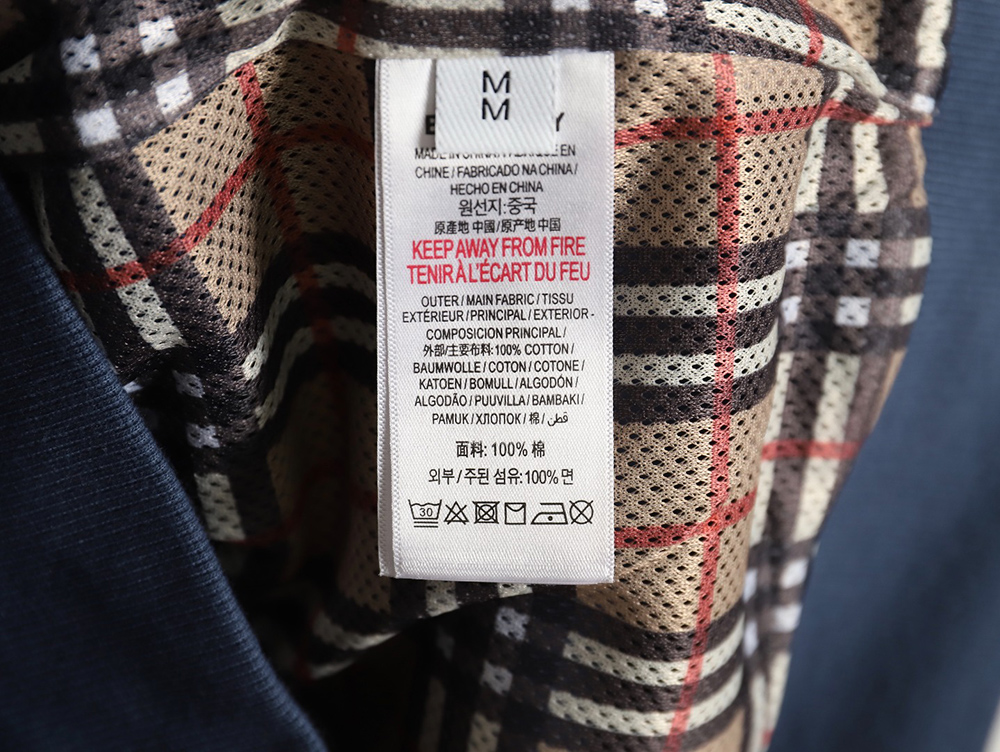 M
M
MADE IN CHINA / FABRIQUÉ EN
CHINE / FABRICADO NA CHINA /
HECHO EN CHINA
원선지:중국
原產地 中國/原产地 中国
KEEP AWAY FROM FIRE
TENIR À L'ÉCART DU FEU
OUTER / MAIN FABRIC / TISSU
EXTÉRIEUR / PRINCIPAL / EXTERIOR -
COMPOSICION PRINCIPAL /
外部/主要布料: 100% COTTON /
BAUMWOLLE / COTON / COTONE /
KATOEN / BOMULL / ALGODÓN /
ALGODÃO / PUUVILLA / BAMBAKI /
PAMUK / ХЛОПОК / 棉 / قطن
面料: 100% 棉
외부 / 주된 섬유: 100% 면
30